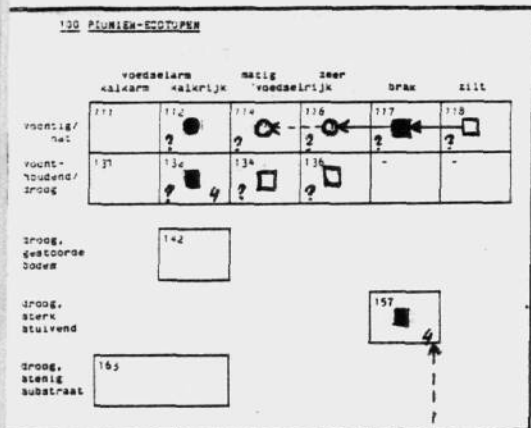 100 PIONIER-ECOTOPEN
voedselarm matig zeer
kalkarm kalkrijk voedselrijk brak zilt
111 112 114 116 117 118
vochtig/
nat
? ? ? ? ?
vocht-
houdend/
droog
131 132 134 136 - -
? 4 ? ?
droog,
gestoorde
bodem
142
droog,
sterk
stuivend
157
4
droog,
stenig
substraat
163